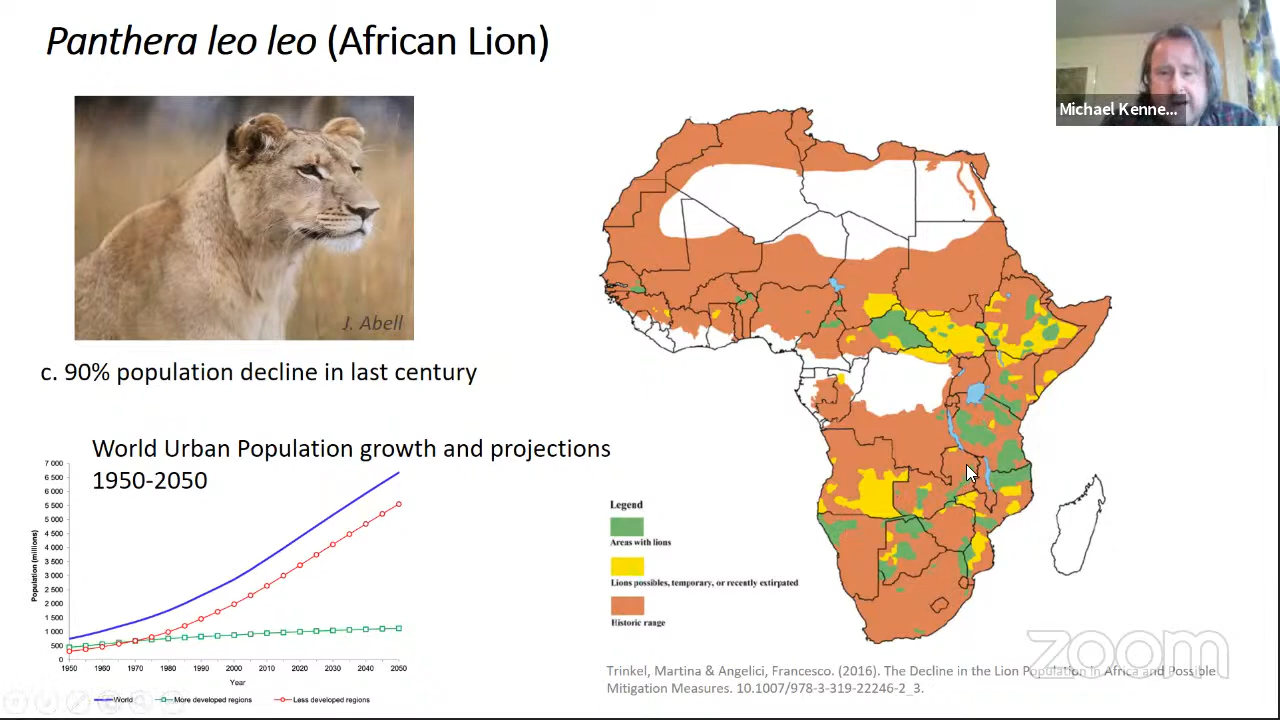 Panthera leo leo (African Lion)
Michael Kenne...
J. Abell
c. 90% population decline in last century
World Urban Population growth and projections
1950-2050
7 000
6 500
6 000
5 500
5 000
4 500
4 000
3 500
3 000
2 500
2 000
1 500
1 000
500
0
Population (millions)
1950
1960
1970
1980
1990
2000
2010
2020
2030
2040
2050
Year
World
More developed regions
Less developed regions
Legend
Areas with lions
Lions possibles, temporary, or recently extirpated
Historic range
Trinkel, Martina & Angelici, Francesco. (2016). The Decline in the Lion Population in Africa and Possible
Mitigation Measures. 10.1007/978-3-319-22246-2_3.
zoom